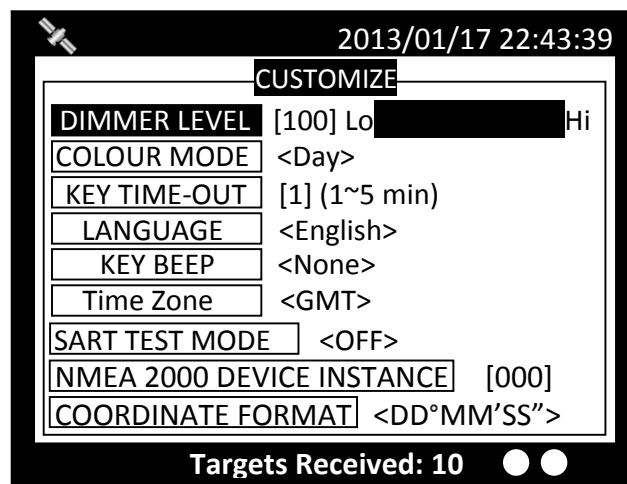 2013/01/17 22:43:39
CUSTOMIZE
DIMMER LEVEL [100] Lo Hi
COLOUR MODE <Day>
KEY TIME-OUT [1] (1~5 min)
LANGUAGE <English>
KEY BEEP <None>
Time Zone <GMT>
SART TEST MODE <OFF>
NMEA 2000 DEVICE INSTANCE [000]
COORDINATE FORMAT <DD°MM’SS”>
Targets Received: 10